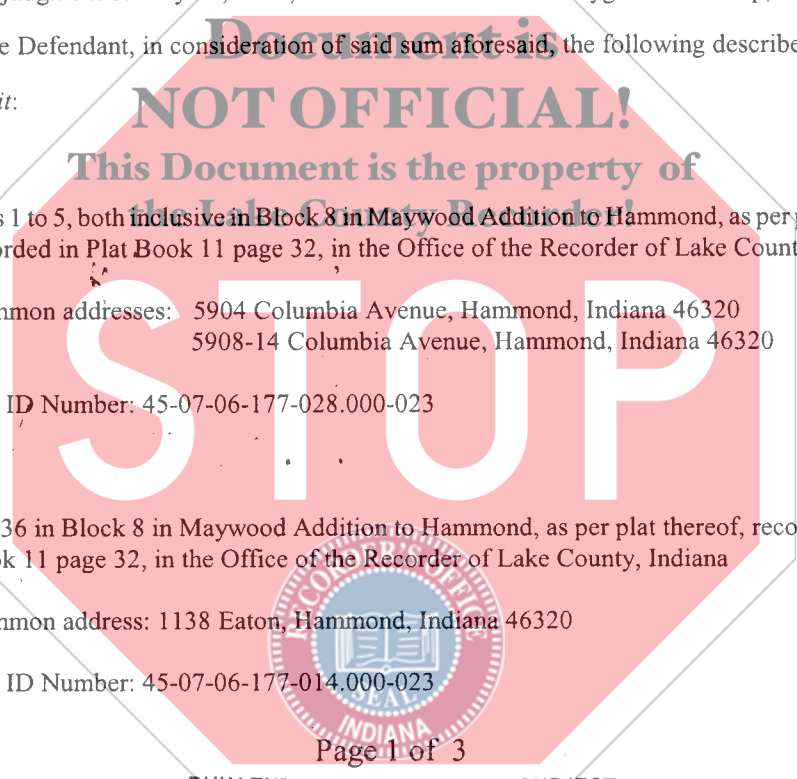 e Defendant, in consideration of said sum aforesaid, the following describe
Document is
it:
NOT OFFICIAL!
This Document is the property of
the Lake County Recorder!
s 1 to 5, both inclusive in Block 8 in Maywood Addition to Hammond, as per p
orded in Plat Book 11 page 32, in the Office of the Recorder of Lake Count
nmon addresses: 5904 Columbia Avenue, Hammond, Indiana 46320
5908-14 Columbia Avenue, Hammond, Indiana 46320
STOP
ID Number: 45-07-06-177-028.000-023
36 in Block 8 in Maywood Addition to Hammond, as per plat thereof, reco
ok 11 page 32, in the Office of the Recorder of Lake County, Indiana
RECORDER'S OFFICE
nmon address: 1138 Eaton, Hammond, Indiana 46320
ID Number: 45-07-06-177-014.000-023
SEAL
INDIANA
Page 1 of 3